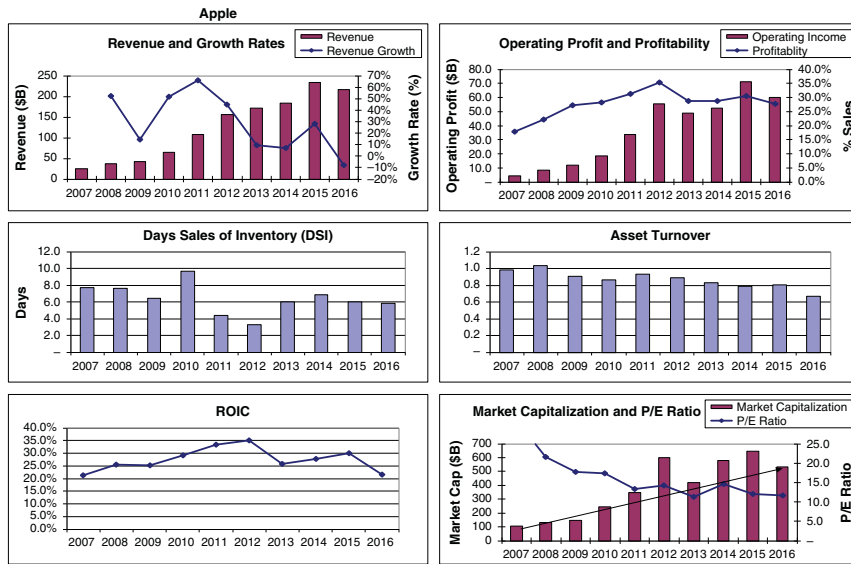 Apple
Revenue and Growth Rates
Revenue
Revenue Growth
Revenue ($B)
250
200
150
100
50
0
70%
60%
50%
40%
30%
20%
10%
0%
−10%
−20%
Growth Rate (%)
2007 2008 2009 2010 2011 2012 2013 2014 2015 2016
Operating Profit and Profitability
Operating Income
Profitablity
Operating Profit ($B)
80.0
70.0
60.0
50.0
40.0
30.0
20.0
10.0
–
40.0%
35.0%
30.0%
25.0%
20.0%
15.0%
10.0%
5.0%
0.0%
% Sales
2007 2008 2009 2010 2011 2012 2013 2014 2015 2016
Days Sales of Inventory (DSI)
Days
12.0
10.0
8.0
6.0
4.0
2.0
–
2007 2008 2009 2010 2011 2012 2013 2014 2015 2016
Asset Turnover
1.2
1.0
0.8
0.6
0.4
0.2
–
2007 2008 2009 2010 2011 2012 2013 2014 2015 2016
ROIC
40.0%
35.0%
30.0%
25.0%
20.0%
15.0%
10.0%
5.0%
0.0%
2007 2008 2009 2010 2011 2012 2013 2014 2015 2016
Market Capitalization and P/E Ratio
Market Capitalization
P/E Ratio
Market Cap ($B)
700
600
500
400
300
200
100
0
25.0
20.0
15.0
10.0
5.0
–
P/E Ratio
2007 2008 2009 2010 2011 2012 2013 2014 2015 2016